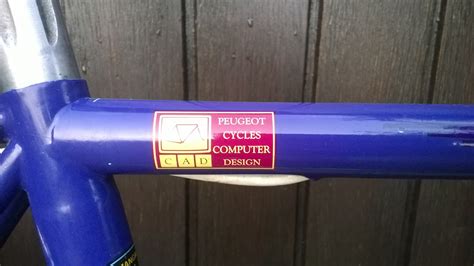 PEUGEOT
CYCLES
COMPUTER
DESIGN
C A D